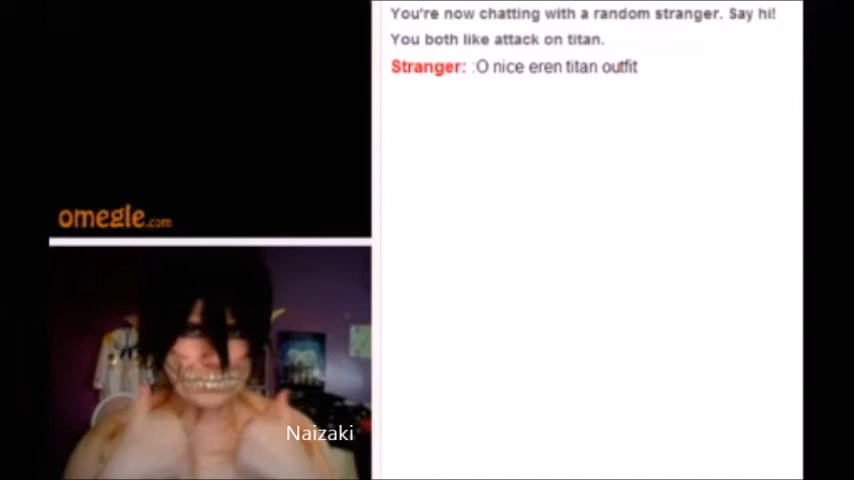 You're now chatting with a random stranger. Say hi!
You both like attack on titan.
Stranger: :O nice eren titan outfit
omegle.com
Naizaki